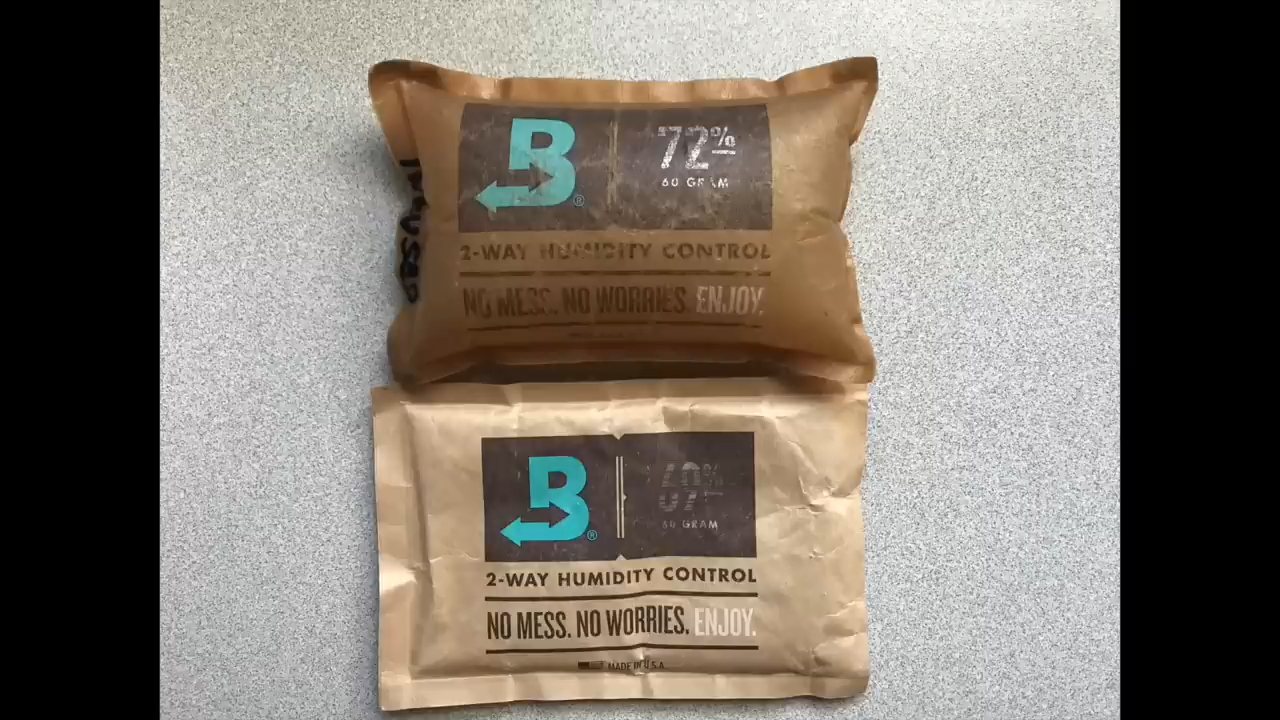 B®
72%
60 GRAM
2-WAY HUMIDITY CONTROL
NO MESS. NO WORRIES. ENJOY.
B®
69%
60 GRAM
2-WAY HUMIDITY CONTROL
NO MESS. NO WORRIES. ENJOY.
MADE IN U.S.A.